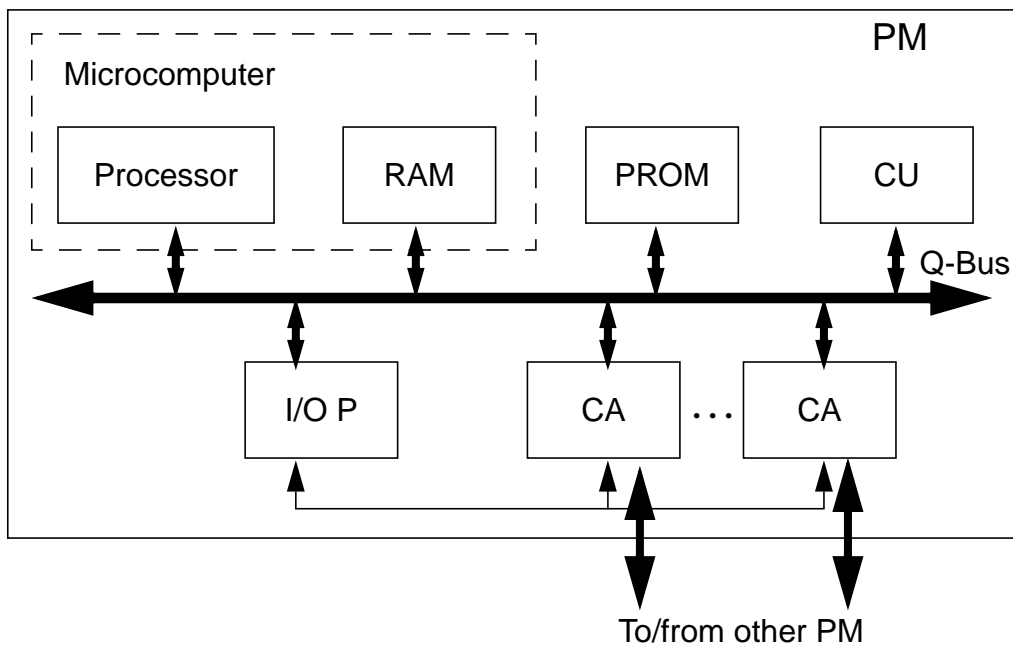 PM
Microcomputer
Processor
RAM
PROM
CU
Q-Bus
I/O P
CA
...
CA
To/from other PM